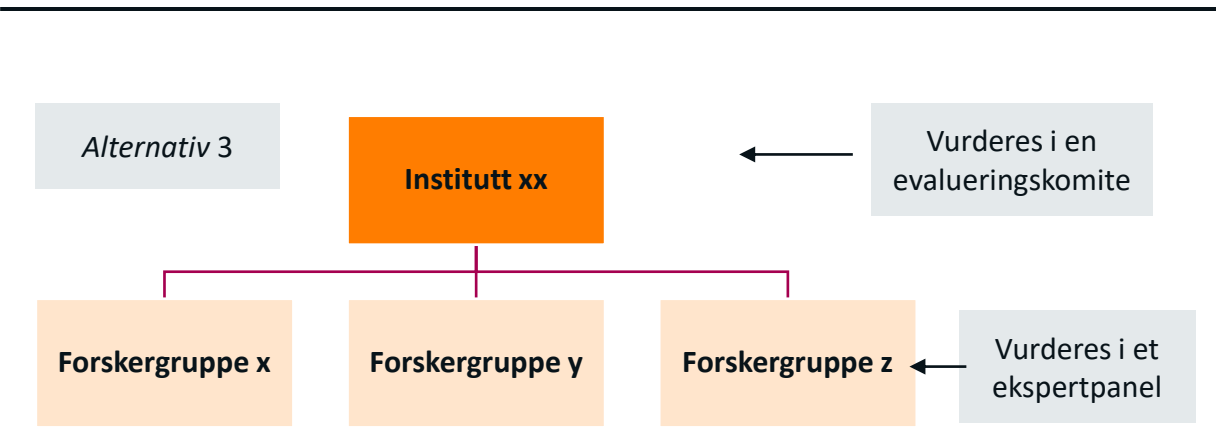 Alternativ 3
Institutt xx
Vurderes i en
evalueringskomite
Forskergruppe x
Forskergruppe y
Forskergruppe z
Vurderes i et
ekspertpanel